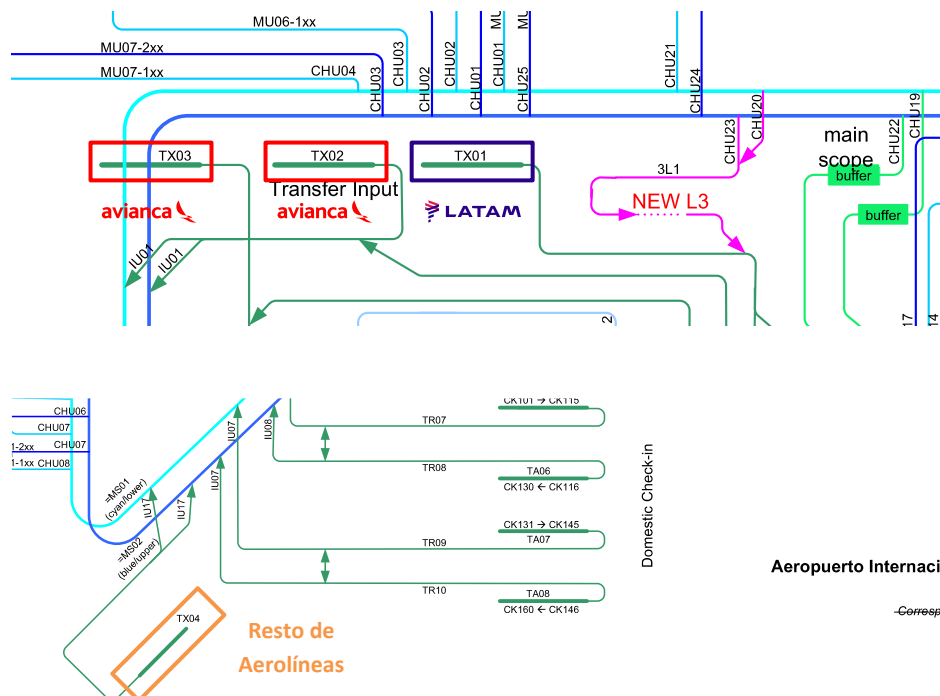 MU06-1xx
MU07-2xx
MU07-1xx
CHU04
CHU03
CHU03
CHU02
CHU02
CHU01
CHU01
MU
CHU25
MU
CHU21
CHU24
CHU23
CHU20
CHU22
CHU19
main
scope
buffer
buffer
TX03
TX02
TX01
Transfer Input
avianca
avianca
LATAM
3L1
NEW L3
IU01
IU01
2
17
14
CHU06
CHU07
1-2xx
CHU07
1-1xx
CHU08
=MS01
(cyan/lower)
=MS02
(blue/upper)
IU17
IU17
IU07
IU07
IU08
CK101 → CK115
TR07
TR08
TA06
CK130 ← CK116
CK131 → CK145
TA07
TR09
TR10
TA08
CK160 ← CK146
Domestic Check-in
TX04
Resto de
Aerolíneas
Aeropuerto Internaci
Corresp